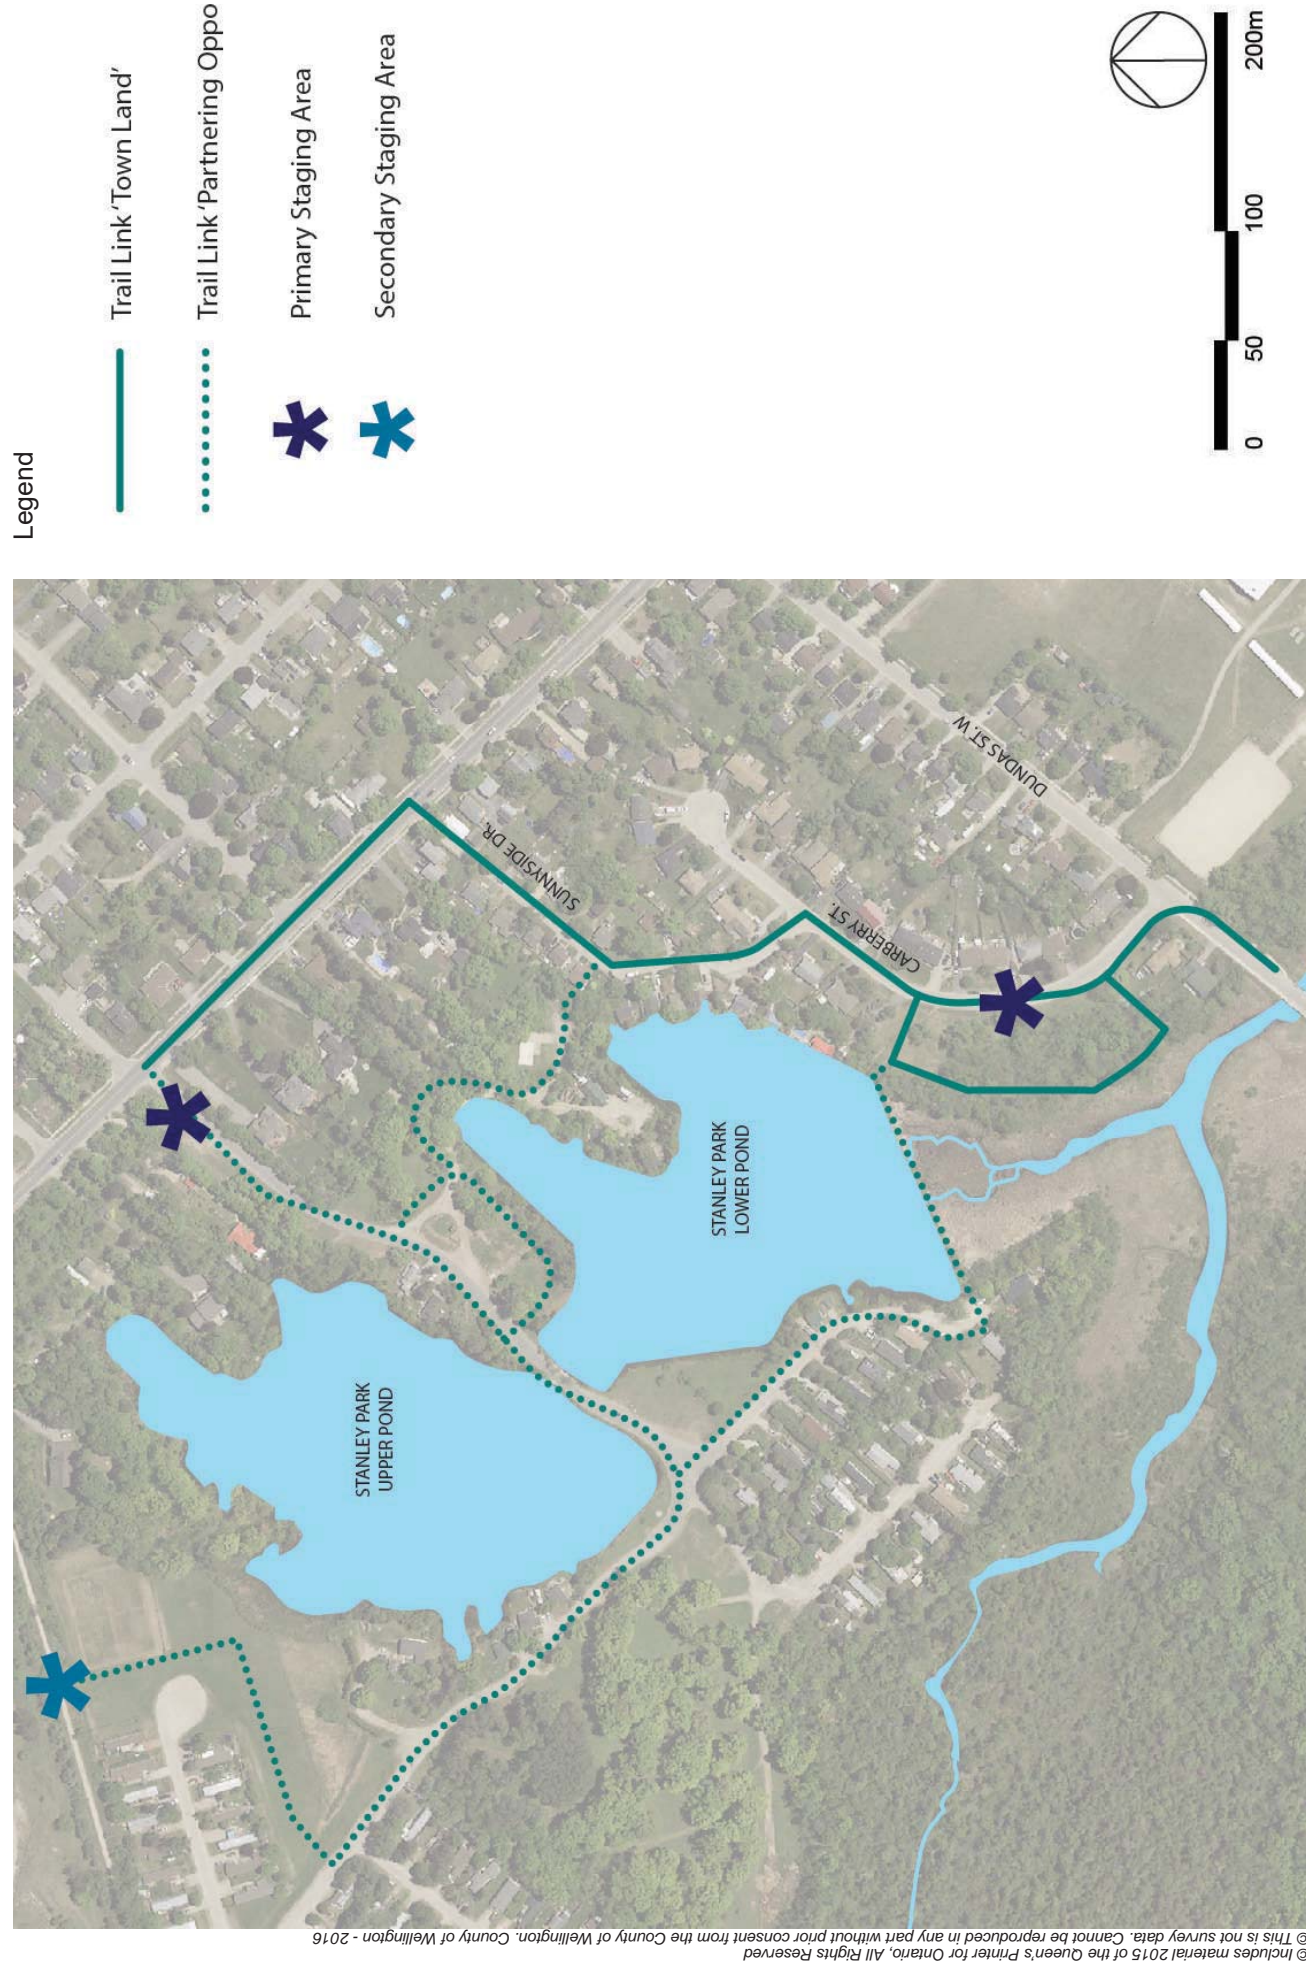 Legend
Trail Link 'Town Land'
Trail Link 'Partnering Oppo
Primary Staging Area
Secondary Staging Area
0 50 100 200m
STANLEY PARK
UPPER POND
STANLEY PARK
LOWER POND
SUNNYSIDE DR.
CARBERRY ST.
DUNDAS ST. W
© Includes material 2015 of the Queen's Printer for Ontario, All Rights Reserved
© This is not survey data. Cannot be reproduced in any part without prior consent from the County of Wellington. County of Wellington - 2016